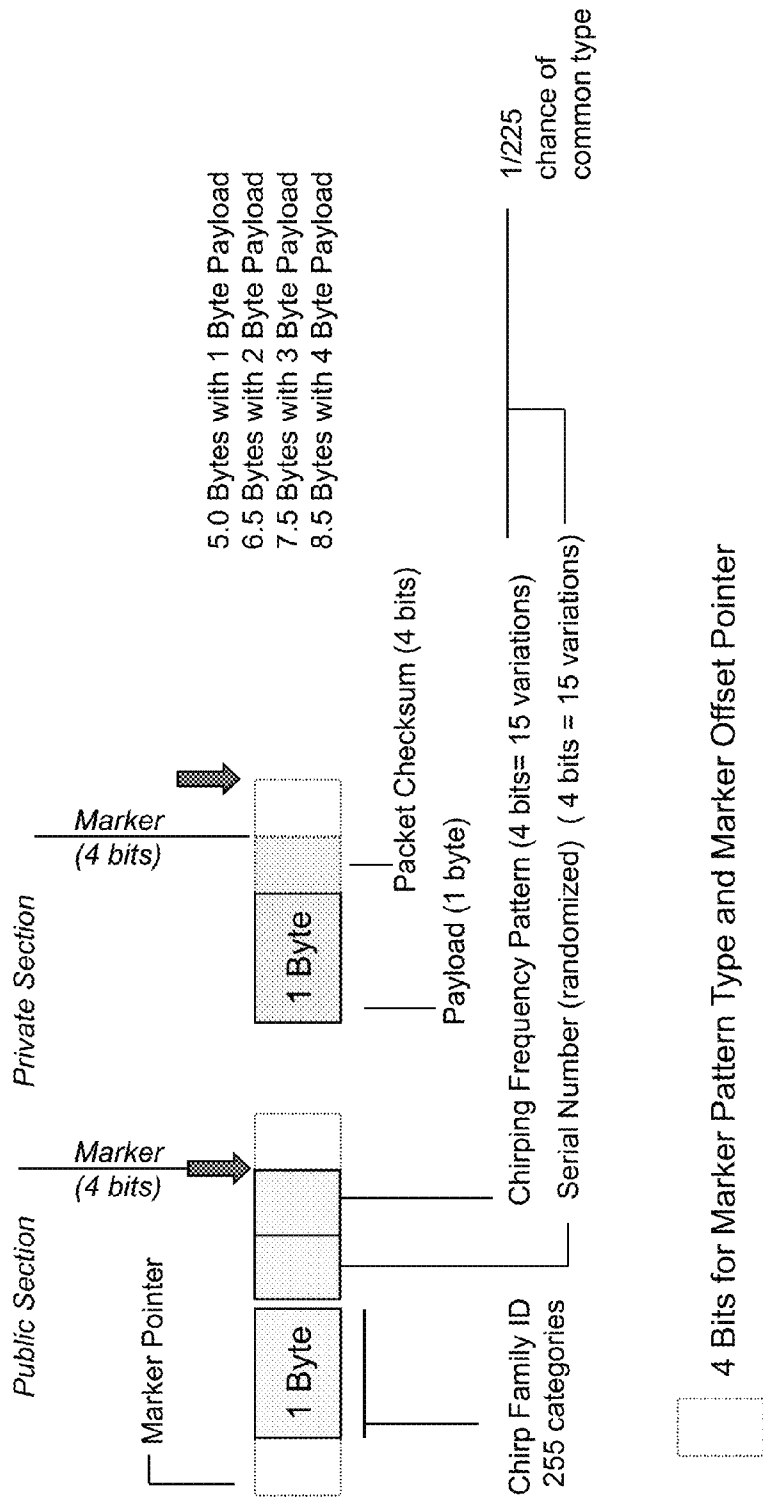 Public Section
Private Section
Marker Pointer
Marker
(4 bits)
Marker
(4 bits)
1 Byte
1 Byte
5.0 Bytes with 1 Byte Payload
6.5 Bytes with 2 Byte Payload
7.5 Bytes with 3 Byte Payload
8.5 Bytes with 4 Byte Payload
Packet Checksum (4 bits)
Payload (1 byte)
Chirp Family ID
255 categories
Chirping Frequency Pattern (4 bits= 15 variations)
Serial Number (randomized) ( 4 bits = 15 variations)
1/225
chance of
common type
4 Bits for Marker Pattern Type and Marker Offset Pointer